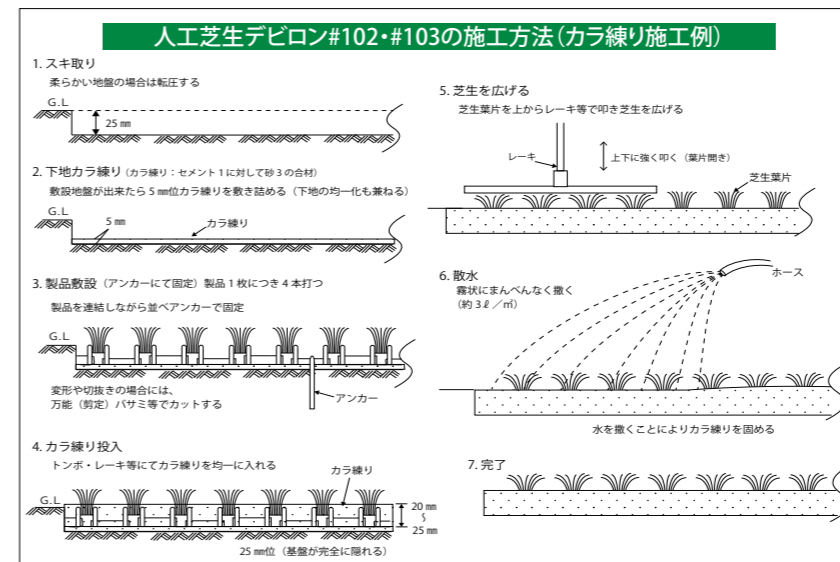 人工芝生デビロン#102・#103の施工方法（カラ練り施工例）
1. スキ取り
柔らかい地盤の場合は転圧する
G.L
25 ㎜
2. 下地カラ練り（カラ練り：セメント1に対して砂3の合材）
敷設地盤が出来たら 5 ㎜位カラ練りを敷き詰める（下地の均一化も兼ねる）
G.L
5 ㎜
カラ練り
3. 製品敷設（アンカーにて固定）製品 1 枚につき 4 本打つ
製品を連結しながら並べアンカーで固定
G.L
変形や切抜きの場合には、
万能（剪定）バサミ等でカットする
アンカー
4. カラ練り投入
トンボ・レーキ等にてカラ練りを均一に入れる
カラ練り
G.L
20 ㎜
〜
25 ㎜
25 ㎜位（基盤が完全に隠れる）
5. 芝生を広げる
芝生葉片を上からレーキ等で叩き芝生を広げる
レーキ
上下に強く叩く（葉片開き）
芝生葉片
6. 散水
霧状にまんべんなく撒く
（約 3ℓ／㎡）
ホース
水を撒くことによりカラ練りを固める
7. 完了